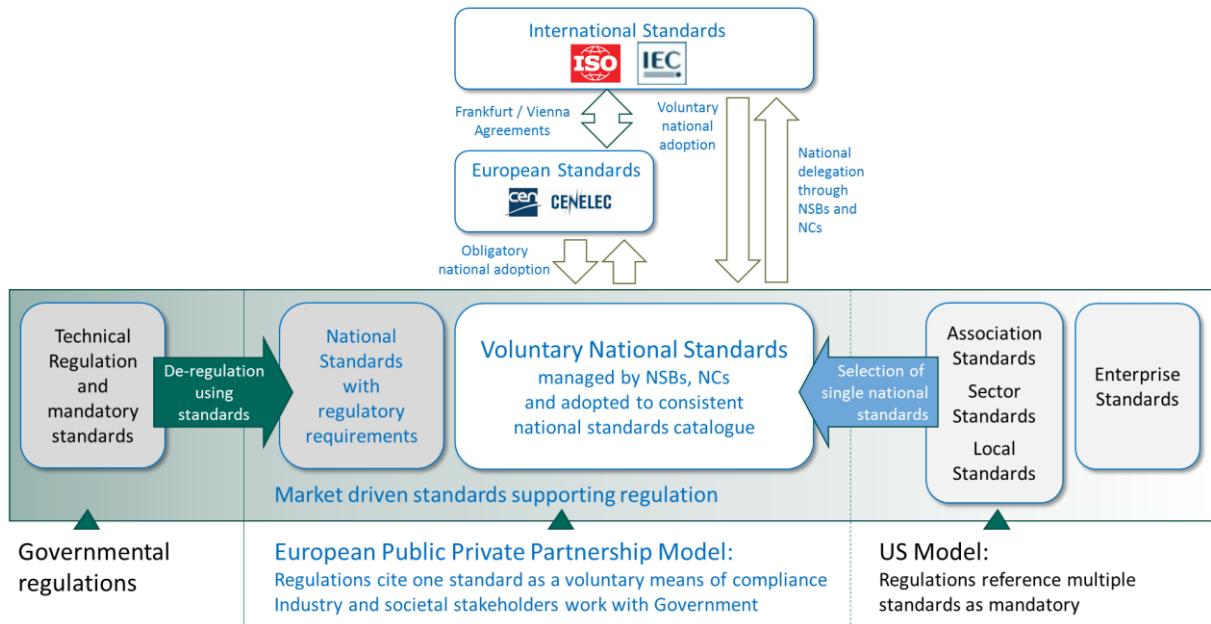 International Standards
ISO
IEC
Frankfurt / Vienna
Agreements
Voluntary
national
adoption
National
delegation
through
NSBs and
NCs
European Standards
cen
CENELEC
Obligatory
national adoption
Technical
Regulation
and
mandatory
standards
De-regulation
using
standards
National
Standards
with
regulatory
requirements
Voluntary National Standards
managed by NSBs, NCs
and adopted to consistent
national standards catalogue
Selection of
single national
standards
Association
Standards
Sector
Standards
Local
Standards
Enterprise
Standards
Market driven standards supporting regulation
Governmental
regulations
European Public Private Partnership Model:
Regulations cite one standard as a voluntary means of compliance
Industry and societal stakeholders work with Government
US Model:
Regulations reference multiple
standards as mandatory